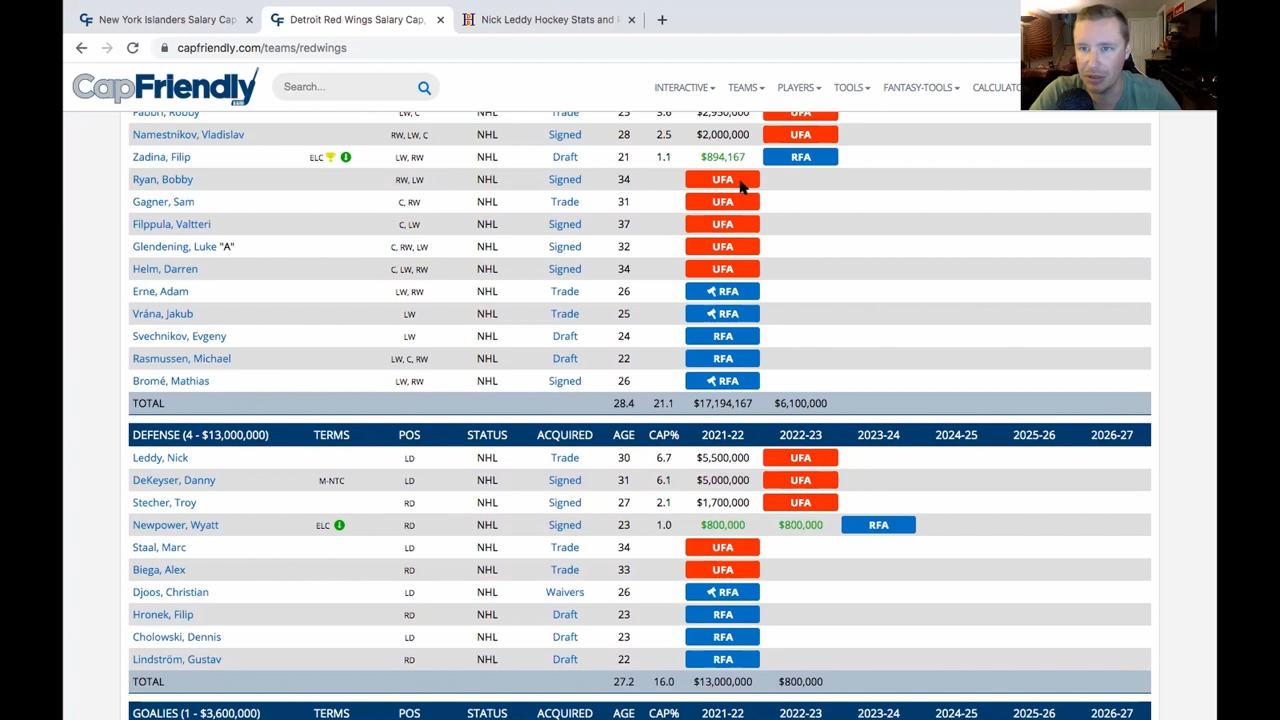 New York Islanders Salary Cap
Detroit Red Wings Salary Cap,
Nick Leddy Hockey Stats and
capfriendly.com/teams/redwings
CapFriendly
Search...
INTERACTIVE TEAMS PLAYERS TOOLS FANTASY-TOOLS CALCULATO
Fabbri, Robby LW, C NHL Trade 25 3.6 $2,950,000 UFA
Namestnikov, Vladislav RW, LW, C NHL Signed 28 2.5 $2,000,000 UFA
Zadina, Filip ELC LW, RW NHL Draft 21 1.1 $894,167 RFA
Ryan, Bobby RW, LW NHL Signed 34 UFA
Gagner, Sam C, RW NHL Trade 31 UFA
Filppula, Valtteri C, LW NHL Signed 37 UFA
Glendening, Luke "A" C, RW, LW NHL Signed 32 UFA
Helm, Darren C, LW, RW NHL Signed 34 UFA
Erne, Adam LW, RW NHL Trade 26 RFA
Vrána, Jakub LW NHL Trade 25 RFA
Svechnikov, Evgeny LW NHL Draft 24 RFA
Rasmussen, Michael LW, C, RW NHL Draft 22 RFA
Bromé, Mathias LW, RW NHL Signed 26 RFA
TOTAL 28.4 21.1 $17,194,167 $6,100,000
DEFENSE (4 - $13,000,000) TERMS POS STATUS ACQUIRED AGE CAP% 2021-22 2022-23 2023-24 2024-25 2025-26 2026-27
Leddy, Nick LD NHL Trade 30 6.7 $5,500,000 UFA
DeKeyser, Danny M-NTC LD NHL Signed 31 6.1 $5,000,000 UFA
Stecher, Troy RD NHL Signed 27 2.1 $1,700,000 UFA
Newpower, Wyatt ELC RD NHL Signed 23 1.0 $800,000 $800,000 RFA
Staal, Marc LD NHL Trade 34 UFA
Biega, Alex RD NHL Trade 33 UFA
Djoos, Christian LD NHL Waivers 26 RFA
Hronek, Filip RD NHL Draft 23 RFA
Cholowski, Dennis LD NHL Draft 23 RFA
Lindström, Gustav RD NHL Draft 22 RFA
TOTAL 27.2 16.0 $13,000,000 $800,000
GOALIES (1 - $3,600,000) TERMS POS STATUS ACQUIRED AGE CAP% 2021-22 2022-23 2023-24 2024-25 2025-26 2026-27